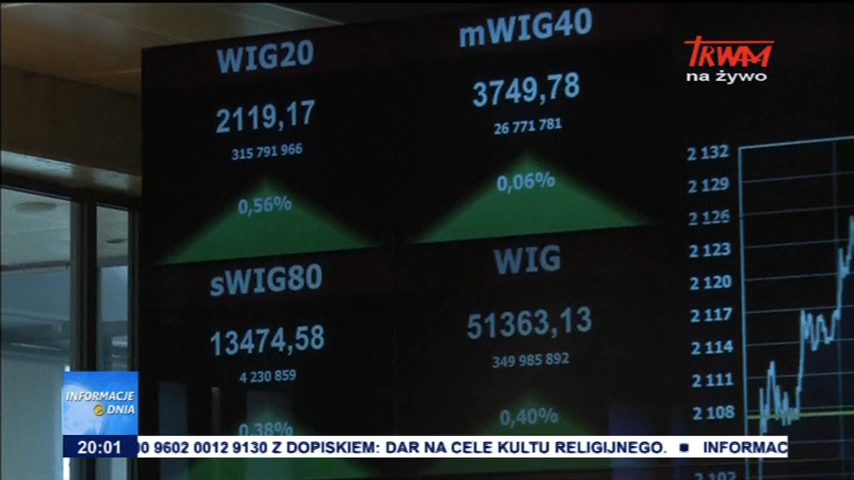 WIG20
2119,17
315 791 966
0,56%
mWIG40
3749,78
26 771 781
0,06%
sWIG80
13474,58
4 230 859
0,38%
WIG
51363,13
349 985 892
0,40%
2 132
2 129
2 126
2 123
2 120
2 117
2 114
2 111
2 108
2 102
TRWAM
na żywo
INFORMACJE
DNIA
20:01
00 9602 0012 9130 Z DOPISKIEM: DAR NA CELE KULTU RELIGIJNEGO. ■ INFORMAC